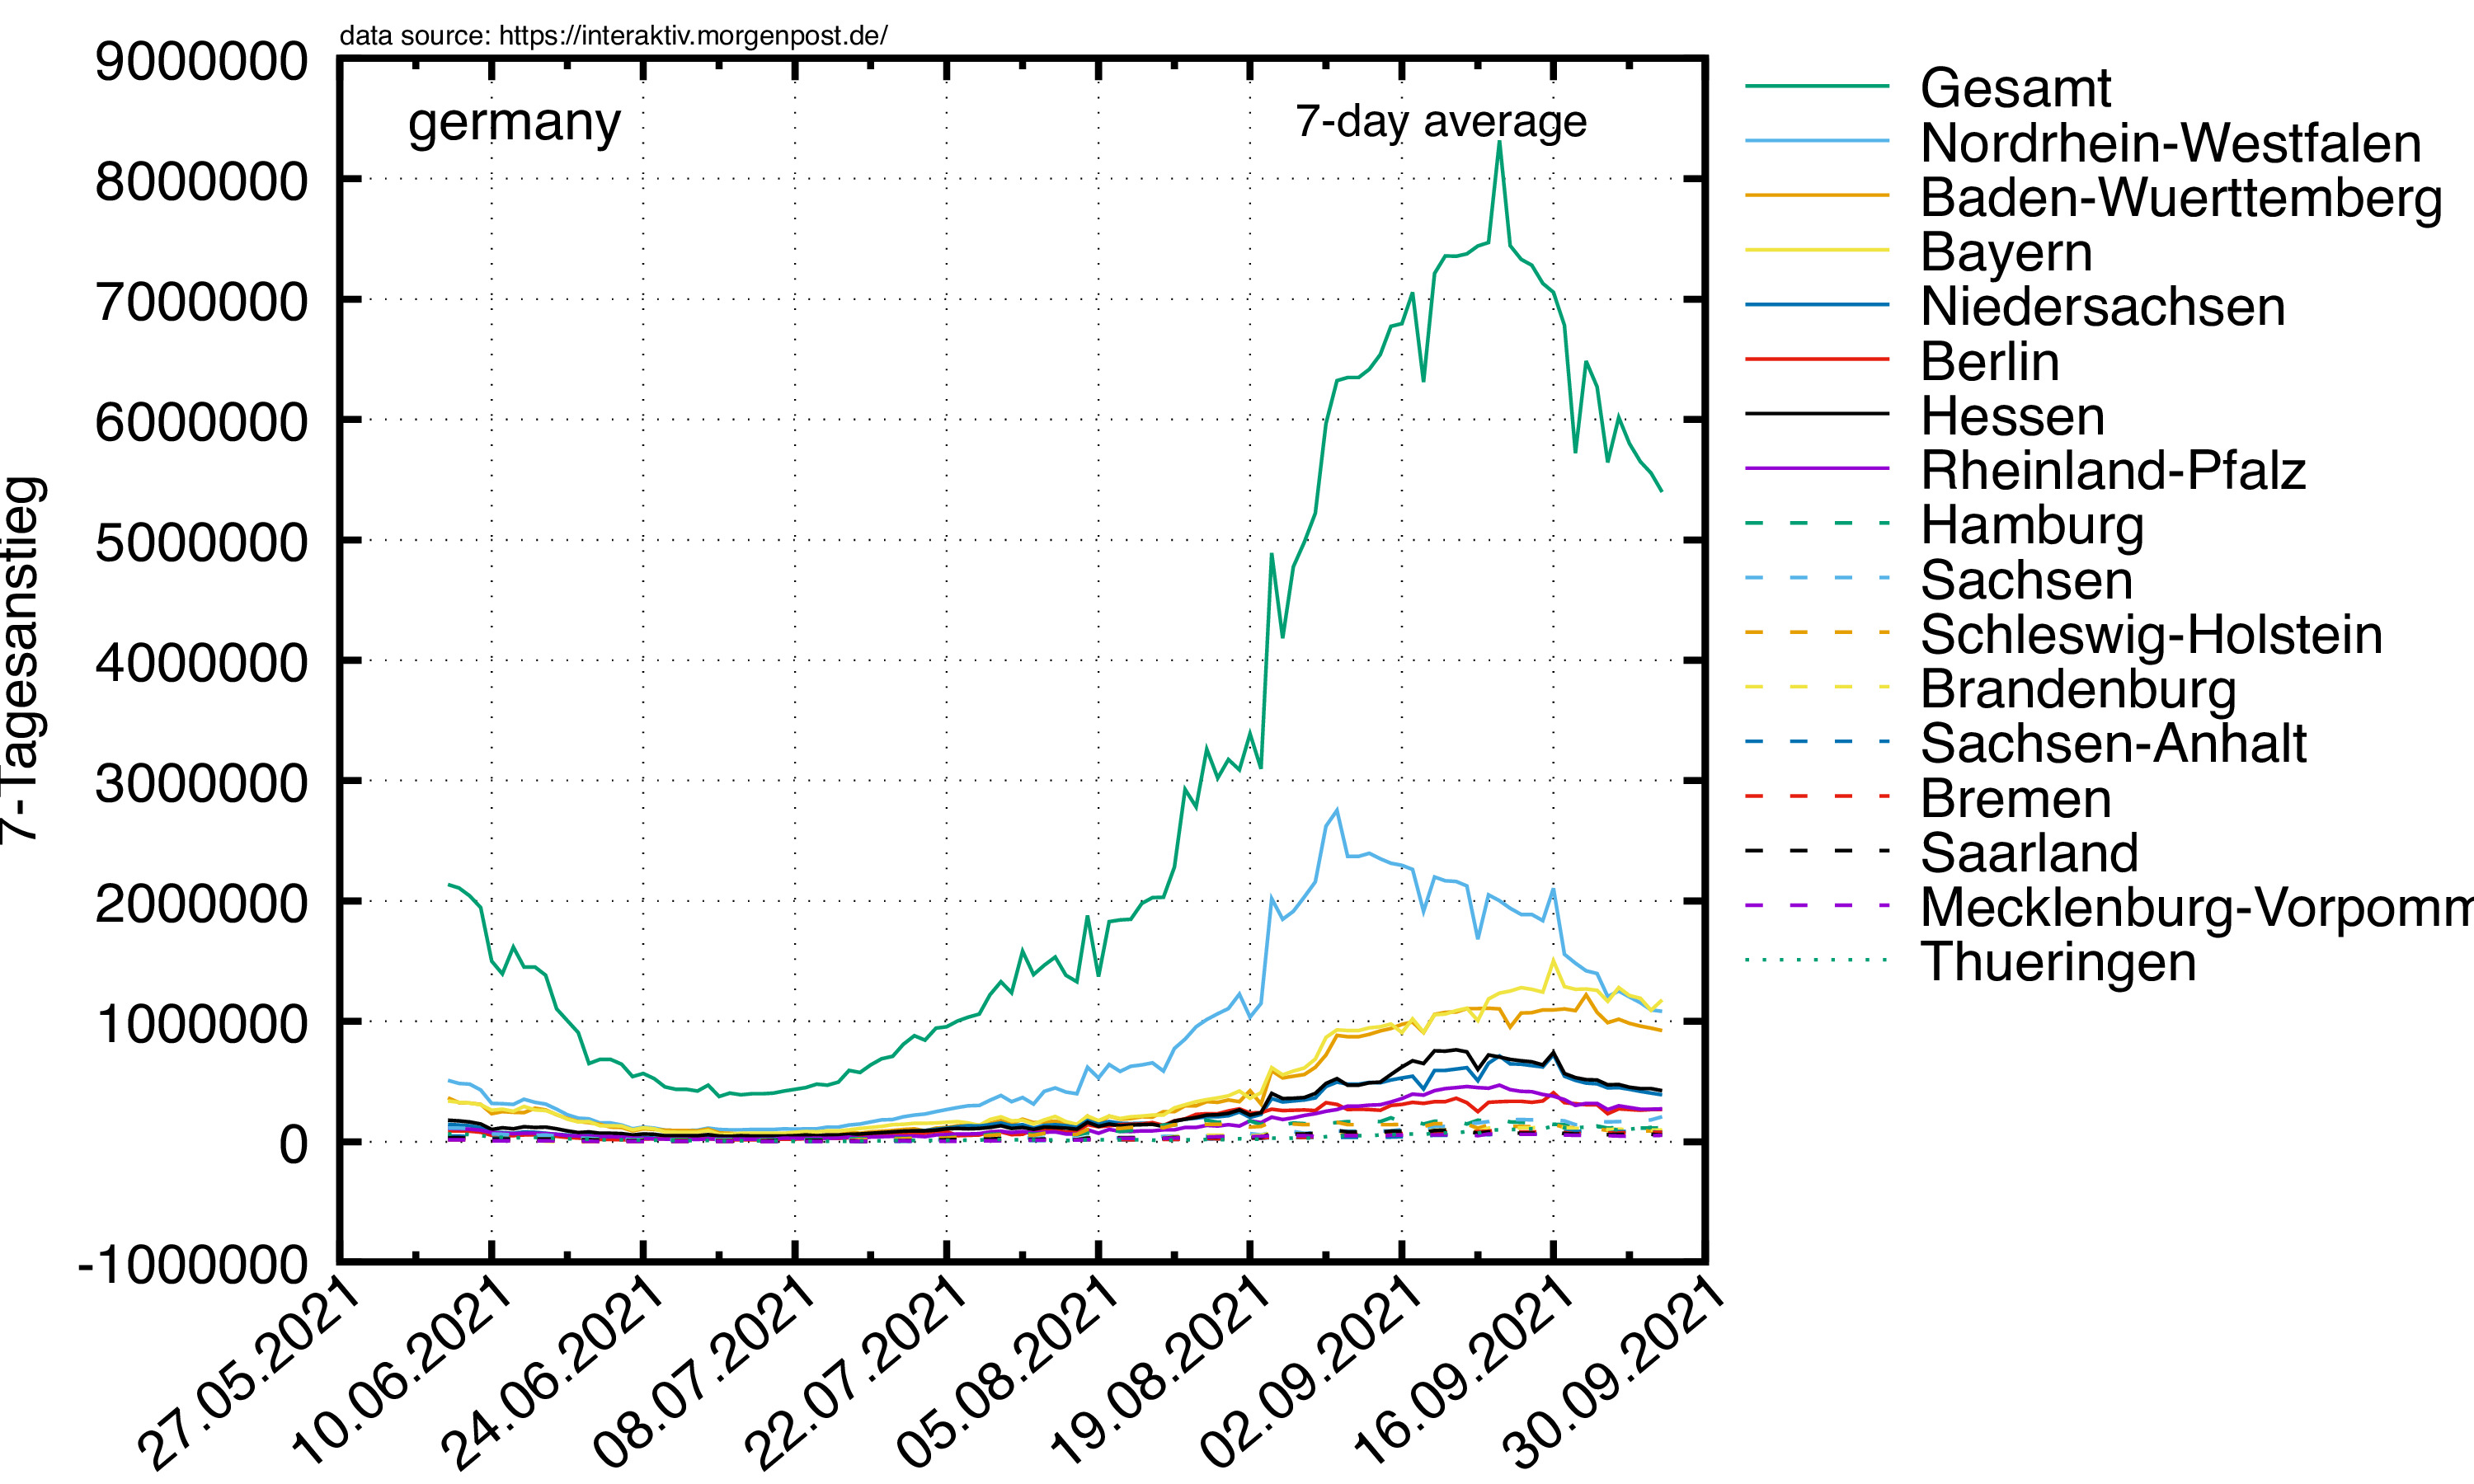 data source: https://interaktiv.morgenpost.de/
germany
7-day average
7-Tagesanstieg
9000000
8000000
7000000
6000000
5000000
4000000
3000000
2000000
1000000
0
-1000000
27.05.2021
10.06.2021
24.06.2021
08.07.2021
22.07.2021
05.08.2021
19.08.2021
02.09.2021
16.09.2021
30.09.2021
Gesamt
Nordrhein-Westfalen
Baden-Wuerttemberg
Bayern
Niedersachsen
Berlin
Hessen
Rheinland-Pfalz
Hamburg
Sachsen
Schleswig-Holstein
Brandenburg
Sachsen-Anhalt
Bremen
Saarland
Mecklenburg-Vorpomm
Thueringen